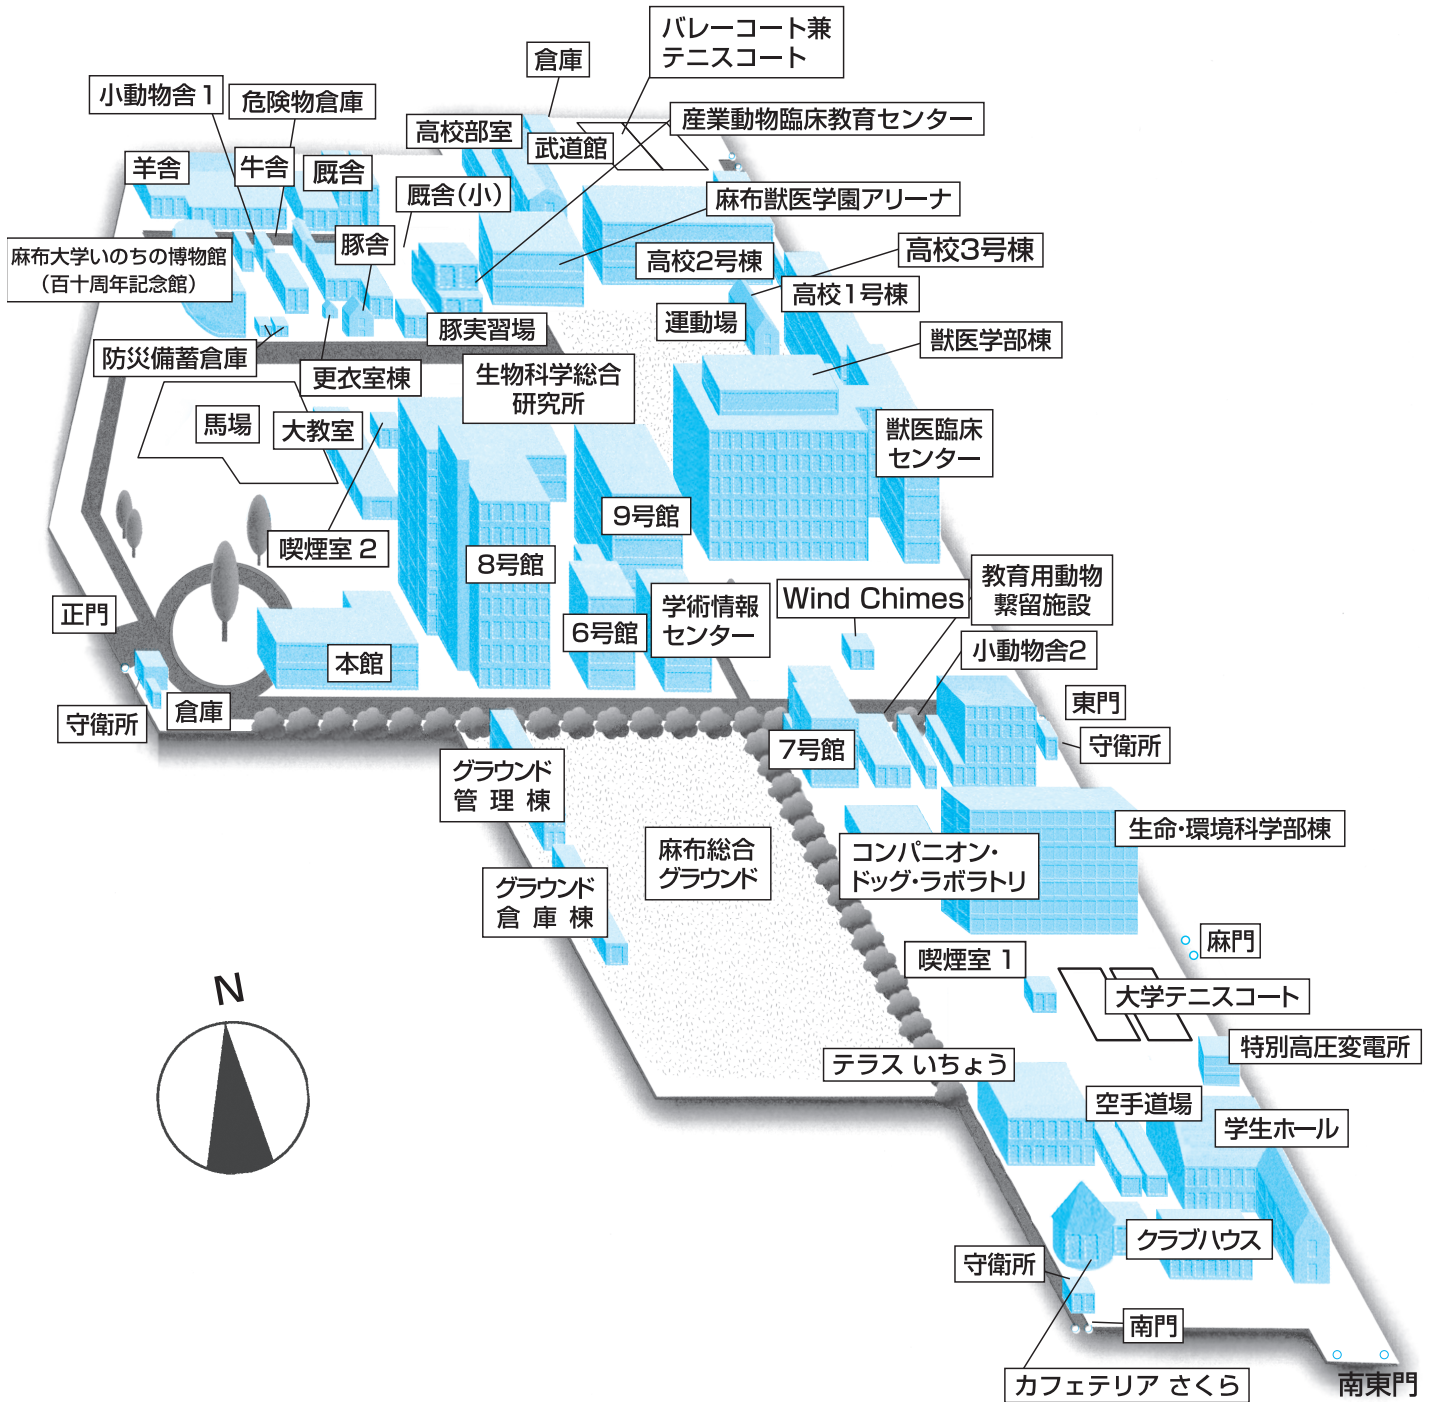 バレーコート兼
テニスコート
倉庫
小動物舎1
危険物倉庫
産業動物臨床教育センター
高校部室
武道館
羊舎
牛舎
厩舎
厩舎(小)
麻布獣医学園アリーナ
豚舎
高校3号棟
麻布大学いのちの博物館
(百十周年記念館)
高校2号棟
高校1号棟
運動場
豚実習場
獣医学部棟
防災備蓄倉庫
更衣室棟
生物科学総合
研究所
馬場
大教室
獣医臨床
センター
9号館
喫煙室 2
8号館
教育用動物
繋留施設
Wind Chimes
正門
学術情報
センター
6号館
小動物舎2
本館
東門
倉庫
守衛所
守衛所
7号館
グラウンド
管 理 棟
生命・環境科学部棟
麻布総合
グラウンド
コンパニオン・
ドッグ・ラボラトリ
グラウンド
倉 庫 棟
麻門
喫煙室 1
N
大学テニスコート
特別高圧変電所
テラス いちょう
空手道場
学生ホール
クラブハウス
守衛所
南門
カフェテリア さくら
南東門